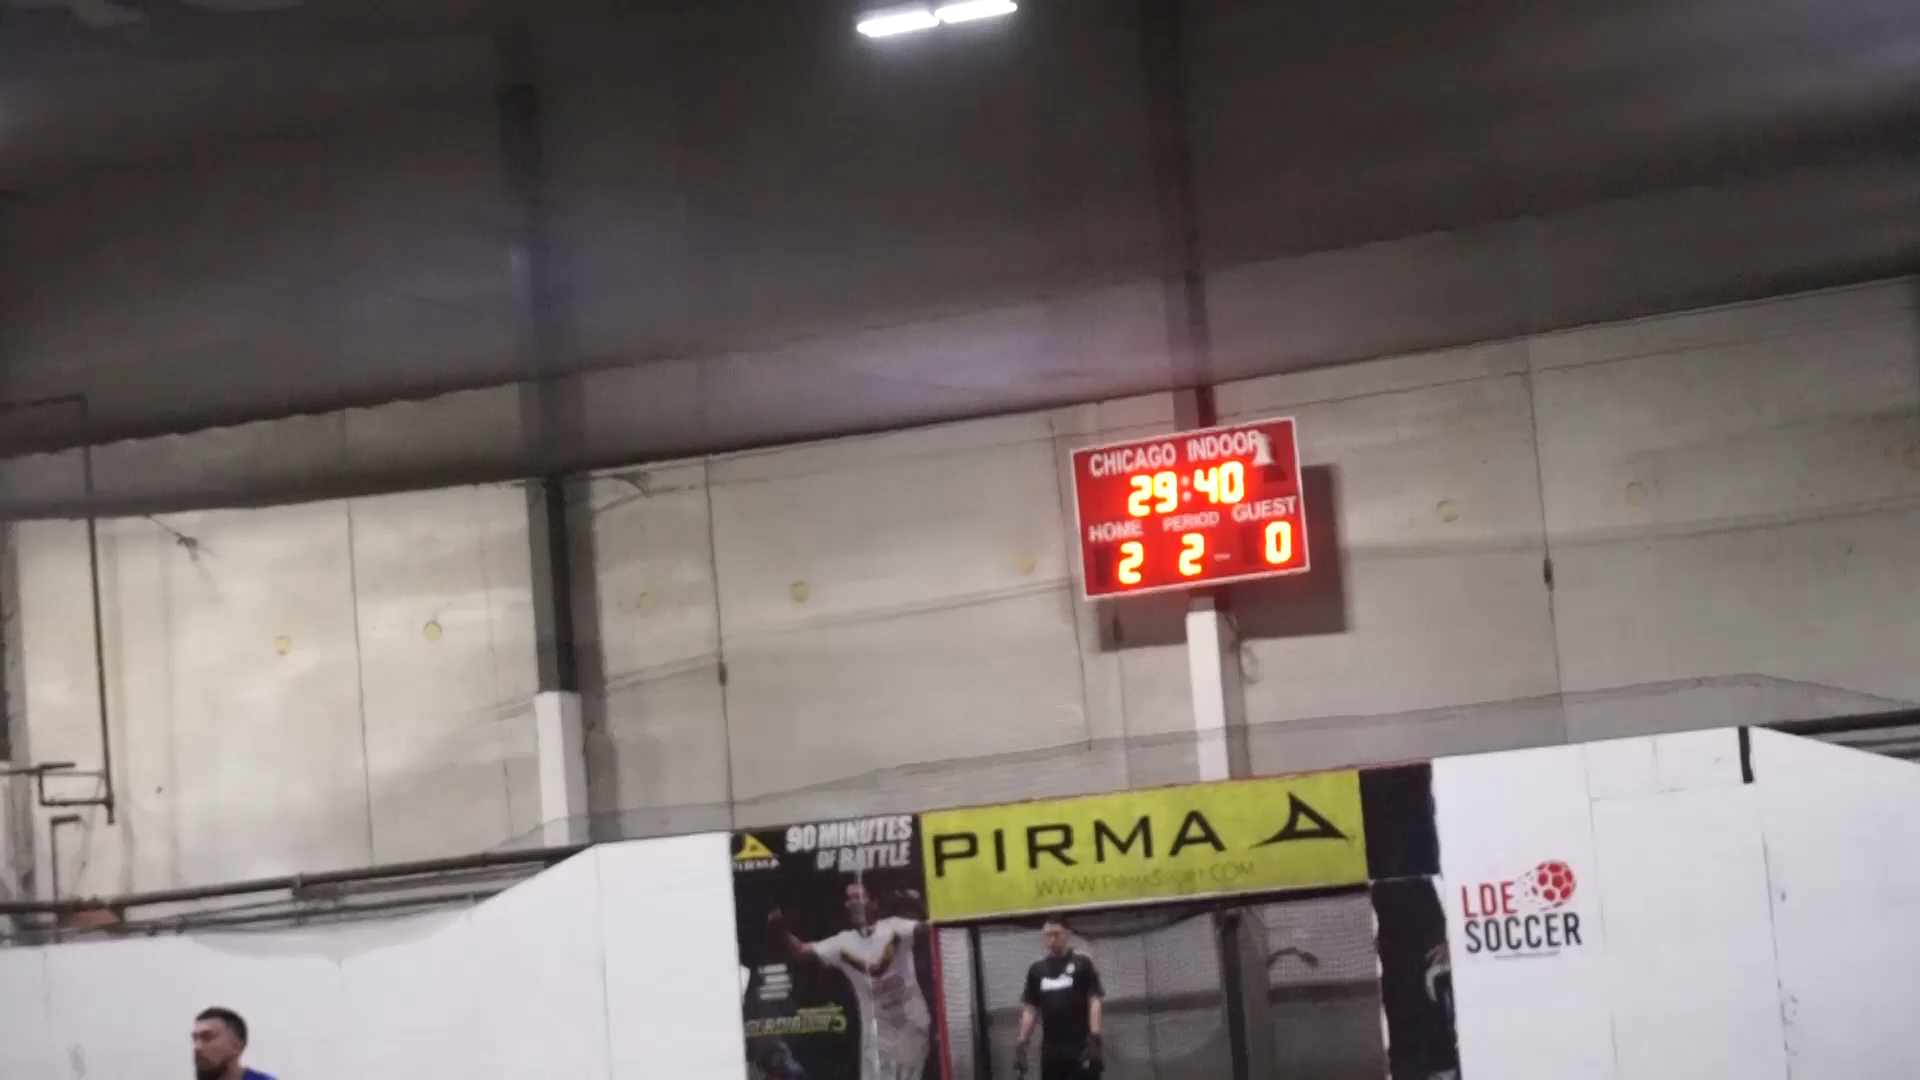 CHICAGO INDOOR
29:40
HOME PERIOD GUEST
2 2 0
90 MINUTES
OF BATTLE
PIRMA
PIRMA
LDE
SOCCER